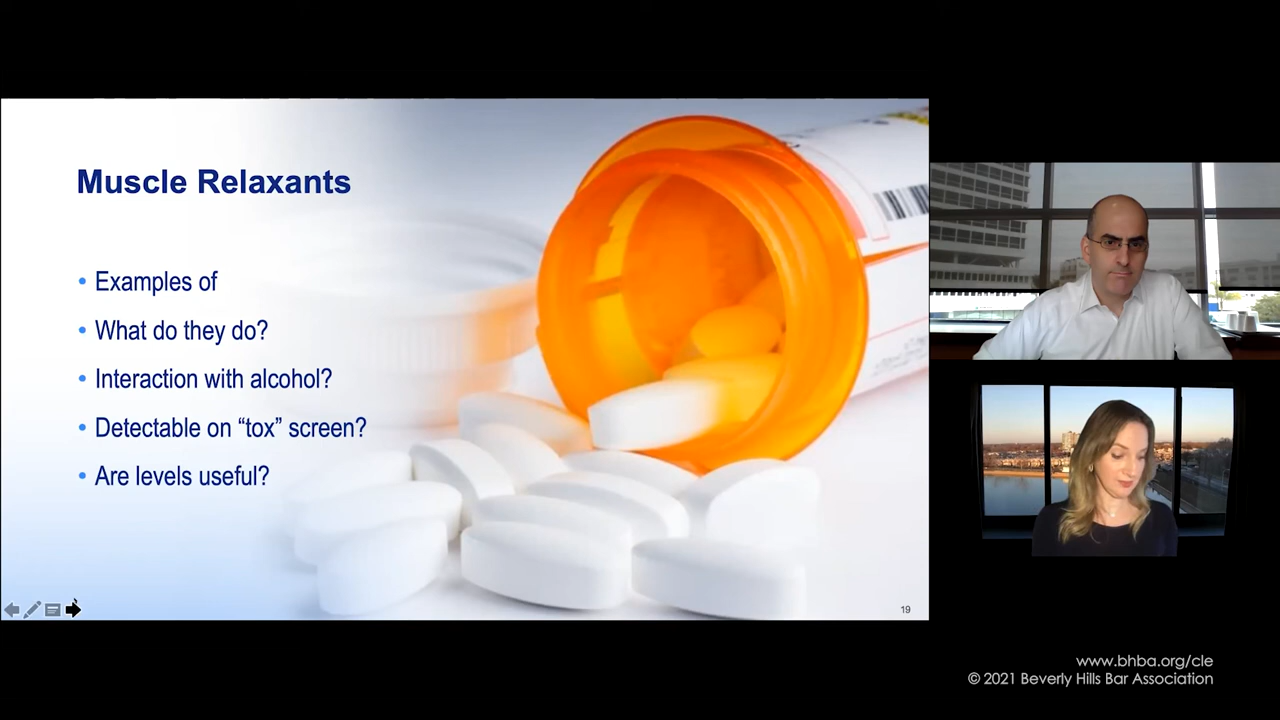 Muscle Relaxants
• Examples of
• What do they do?
• Interaction with alcohol?
• Detectable on “tox” screen?
• Are levels useful?
19
www.bhba.org/cle
© 2021 Beverly Hills Bar Association